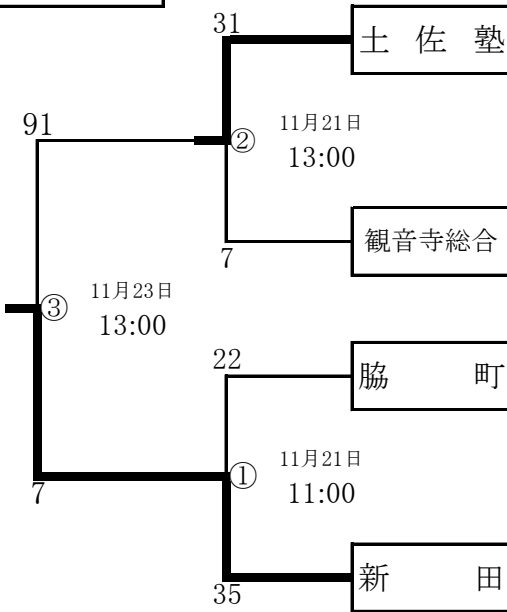 31
土佐塾
91
11月21日
②
13:00
観音寺総合
7
11月23日
③
13:00
22
脇町
11月21日
①
11:00
7
新田
35